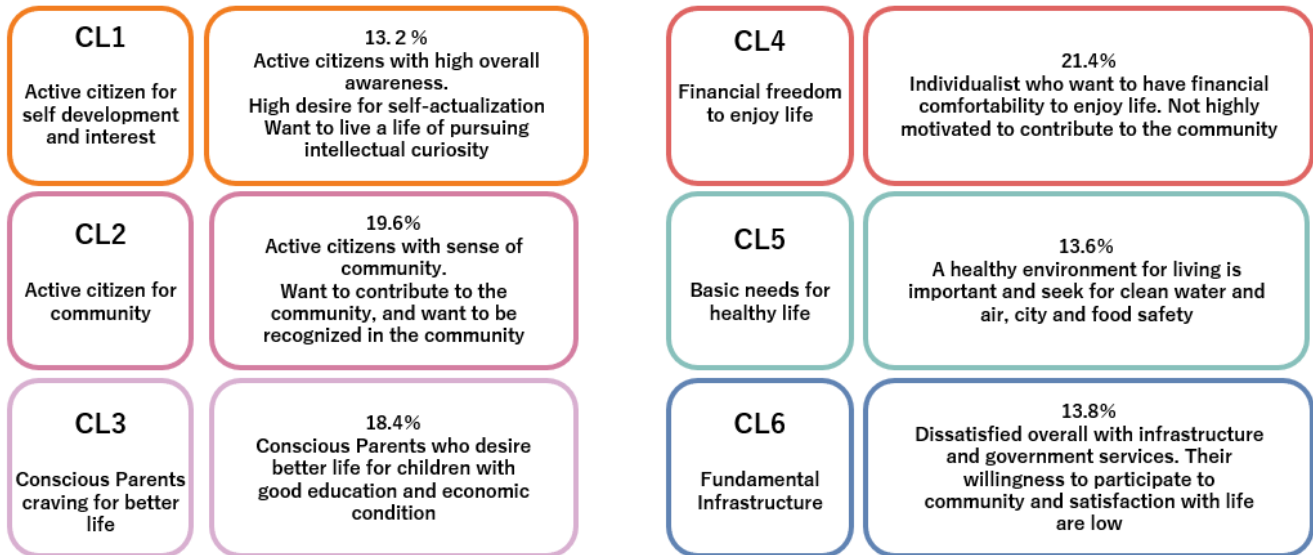 CL1
Active citizen for
self development
and interest
13. 2 %
Active citizens with high overall
awareness.
High desire for self-actualization
Want to live a life of pursuing
intellectual curiosity
CL2
Active citizen for
community
19.6%
Active citizens with sense of
community.
Want to contribute to the
community, and want to be
recognized in the community
CL3
Conscious Parents
craving for better
life
18.4%
Conscious Parents who desire
better life for children with
good education and economic
condition
CL4
Financial freedom
to enjoy life
21.4%
Individualist who want to have financial
comfortability to enjoy life. Not highly
motivated to contribute to the community
CL5
Basic needs for
healthy life
13.6%
A healthy environment for living is
important and seek for clean water and
air, city and food safety
CL6
Fundamental
Infrastructure
13.8%
Dissatisfied overall with infrastructure
and government services. Their
willingness to participate to
community and satisfaction with life
are low